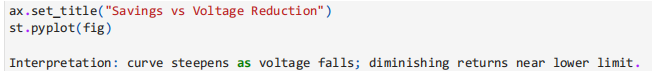 ax.set_title("Savings vs Voltage Reduction")
st.pyplot(fig)
Interpretation: curve steepens as voltage falls; diminishing returns near lower limit.